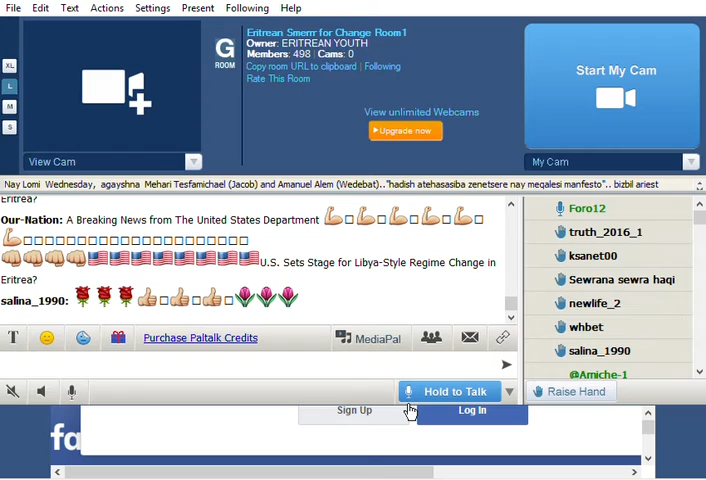 File Edit Text Actions Settings Present Following Help
Eritrean Smerrr for Change Room1
Owner: ERITREAN YOUTH
Members: 498 | Cams: 0
Copy room URL to clipboard | Following
Rate This Room
G
ROOM
XL
L
M
S
View unlimited Webcams
Upgrade now
Start My Cam
View Cam
My Cam
Nay Lomi Wednesday, agayshna Mehari Tesfamichael (Jacob) and Amanuel Alem (Wedebat).."hadish atehasasiba zenetsere nay meqalesi manfesto".. bizbil ariest
Eritrea?
Our-Nation: A Breaking News from The United States Department
U.S. Sets Stage for Libya-Style Regime Change in
Eritrea?
salina_1990:
Foro12
truth_2016_1
ksanet00
Sewrana sewra haqi
newlife_2
whbet
salina_1990
@Amiche-1
T
Purchase Paltalk Credits
MediaPal
Hold to Talk
Raise Hand
Sign Up
Log In